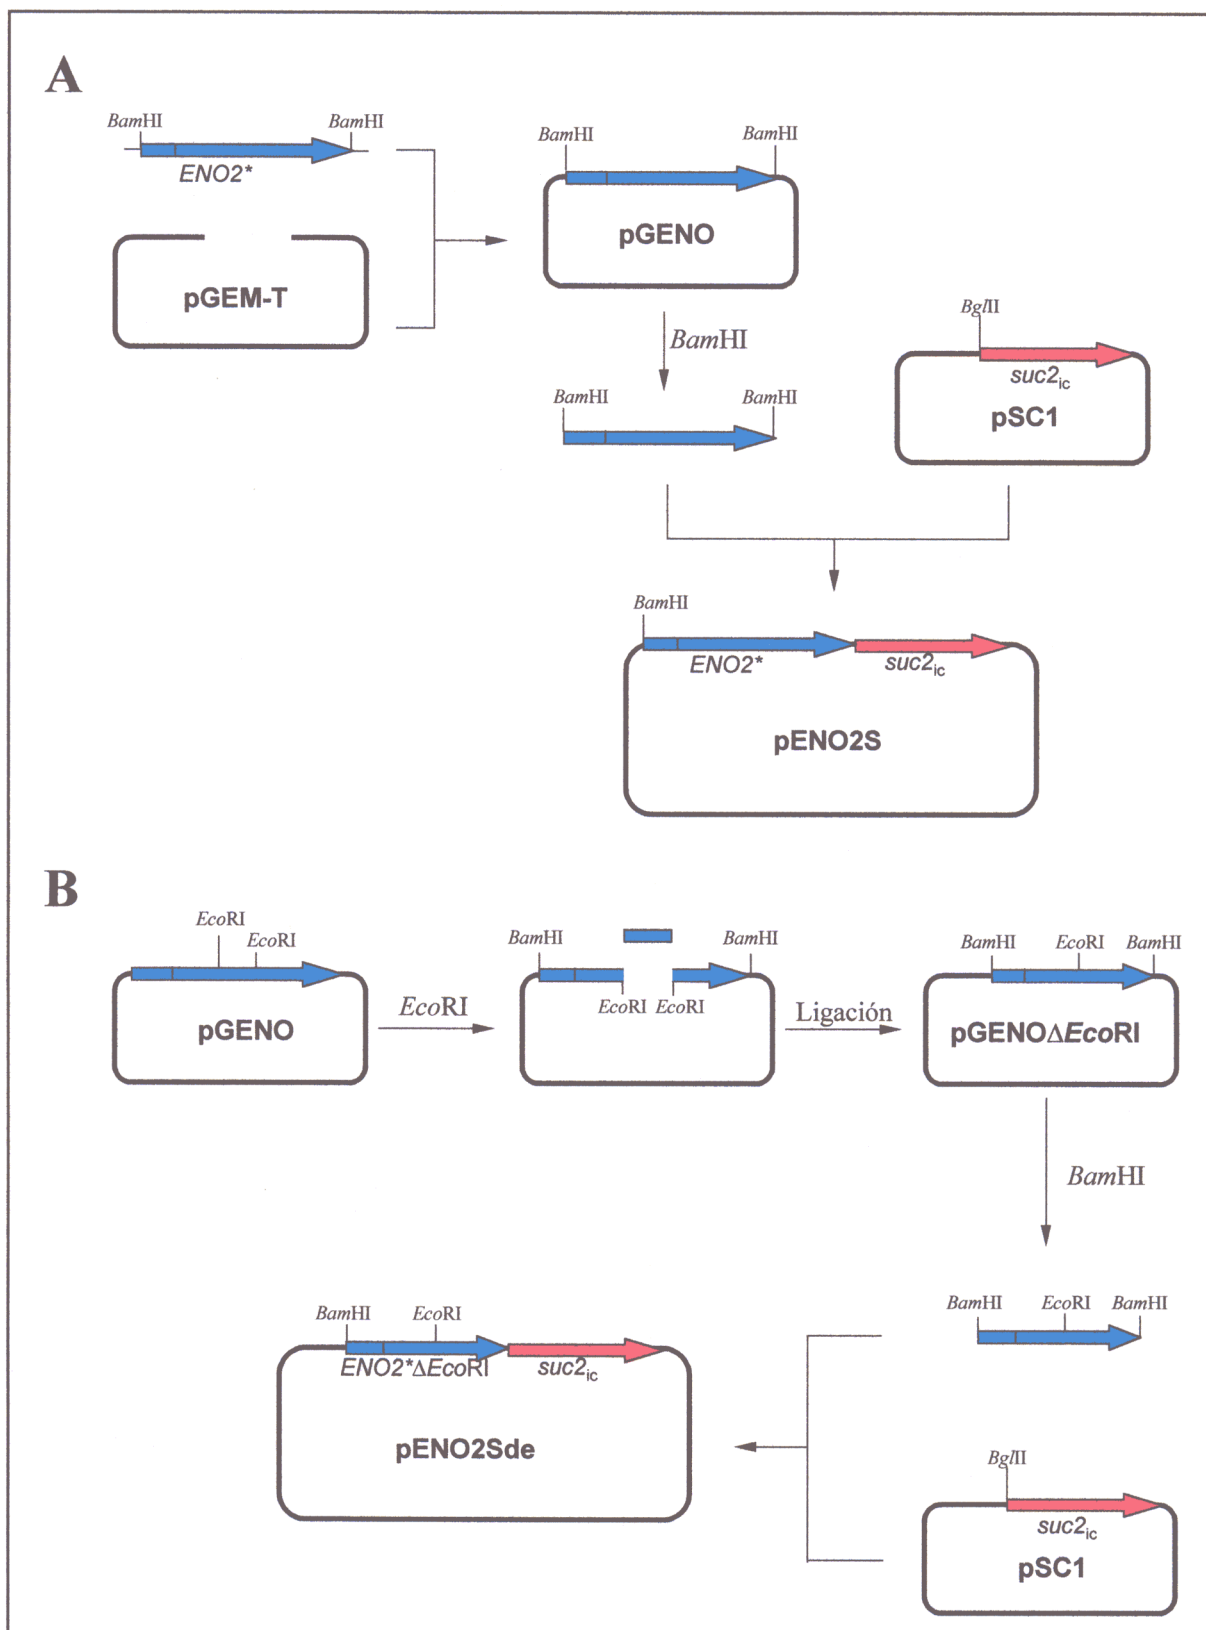 A
BamHI BamHI
ENO2*
pGEM-T
BamHI BamHI
pGENO
BamHI
BamHI BamHI
BglII
suc2ic
pSC1
BamHI
ENO2* suc2ic
pENO2S
B
EcoRI
EcoRI
pGENO
EcoRI
BamHI BamHI
EcoRI EcoRI
Ligación
BamHI EcoRI BamHI
pGENOΔEcoRI
BamHI
BamHI EcoRI BamHI
BamHI EcoRI
ENO2*ΔEcoRI suc2ic
pENO2Sde
BglII
suc2ic
pSC1